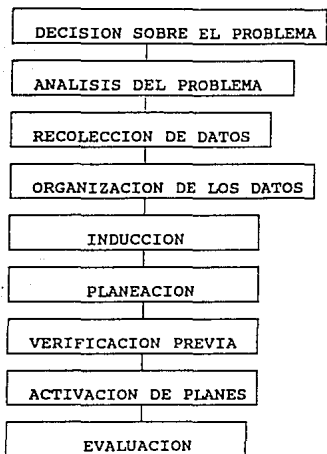 DECISION SOBRE EL PROBLEMA
ANALISIS DEL PROBLEMA
RECOLECCION DE DATOS
ORGANIZACION DE LOS DATOS
INDUCCION
PLANEACION
VERIFICACION PREVIA
ACTIVACION DE PLANES
EVALUACION